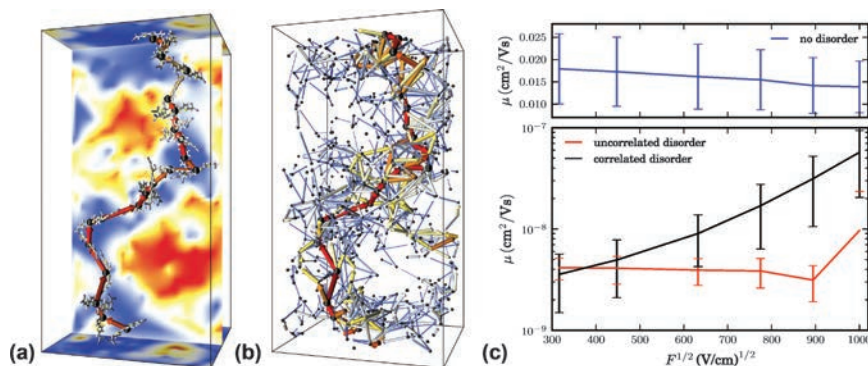 (a)
(b)
(c)
μ (cm²/Vs)
0.025
0.020
0.015
0.010
no disorder
μ (cm²/Vs)
10⁻⁷
10⁻⁸
10⁻⁹
uncorrelated disorder
correlated disorder
300 400 500 600 700 800 900 1000
F¹/² (V/cm)¹/²